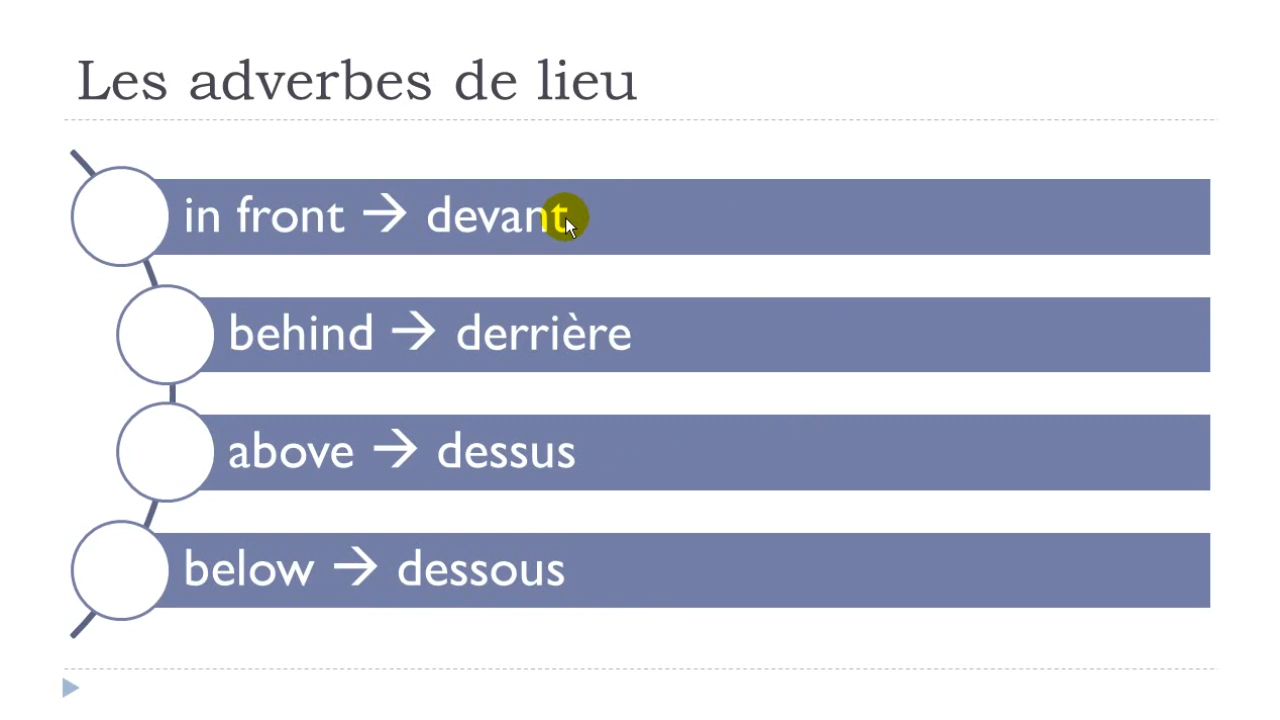 Les adverbes de lieu
in front → devant
behind → derrière
above → dessus
below → dessous